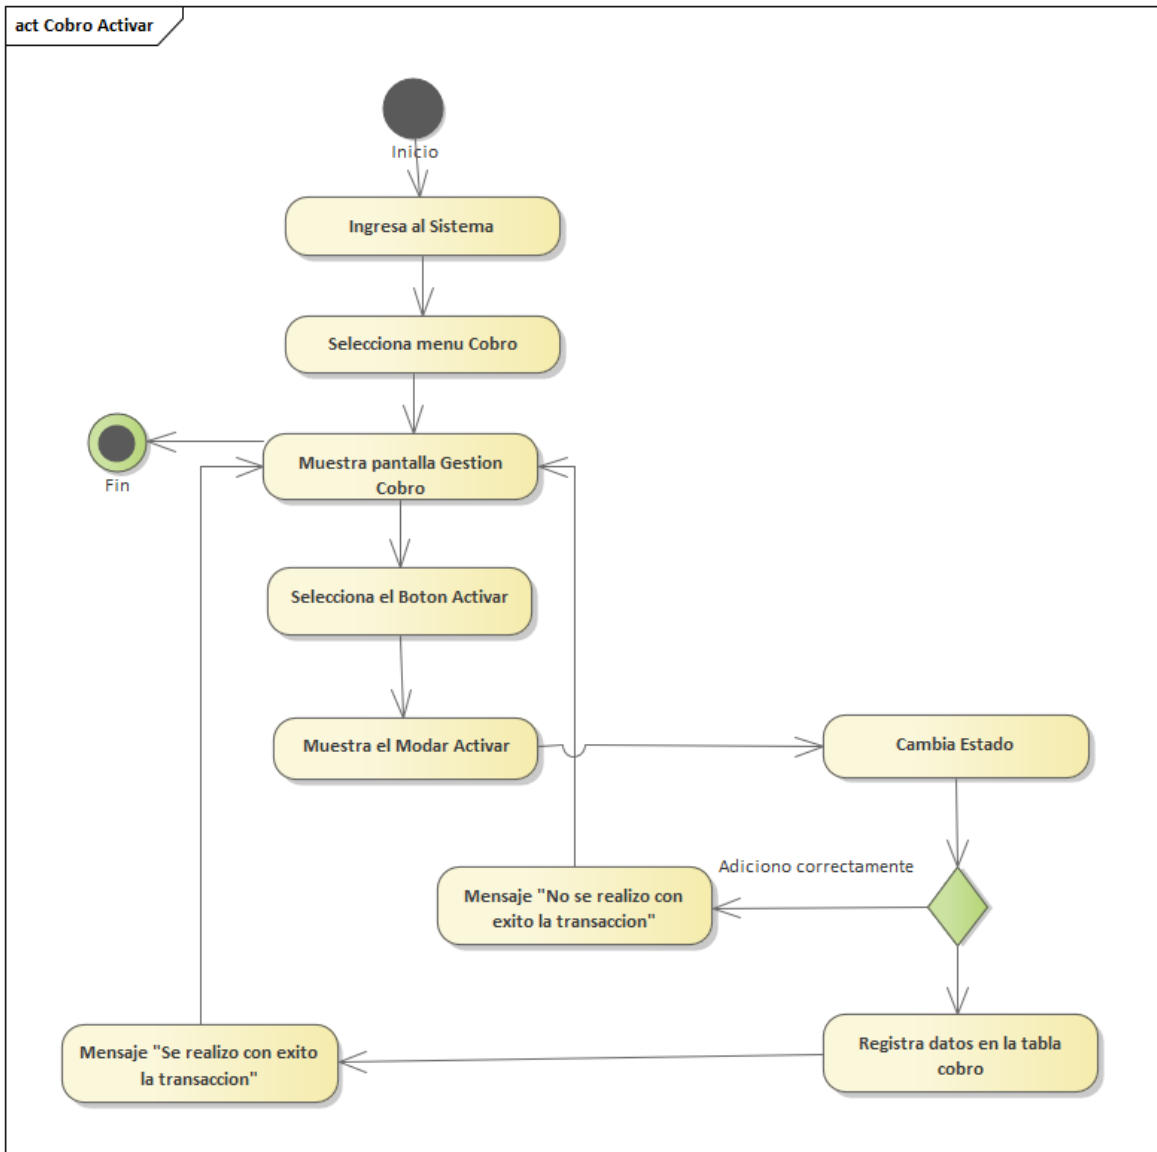 act Cobro Activar
Inicio
Ingresa al Sistema
Selecciona menu Cobro
Fin
Muestra pantalla Gestion
Cobro
Selecciona el Boton Activar
Muestra el Modar Activar
Cambia Estado
Adiciono correctamente
Mensaje "No se realizo con
exito la transaccion"
Mensaje "Se realizo con exito
la transaccion"
Registra datos en la tabla
cobro